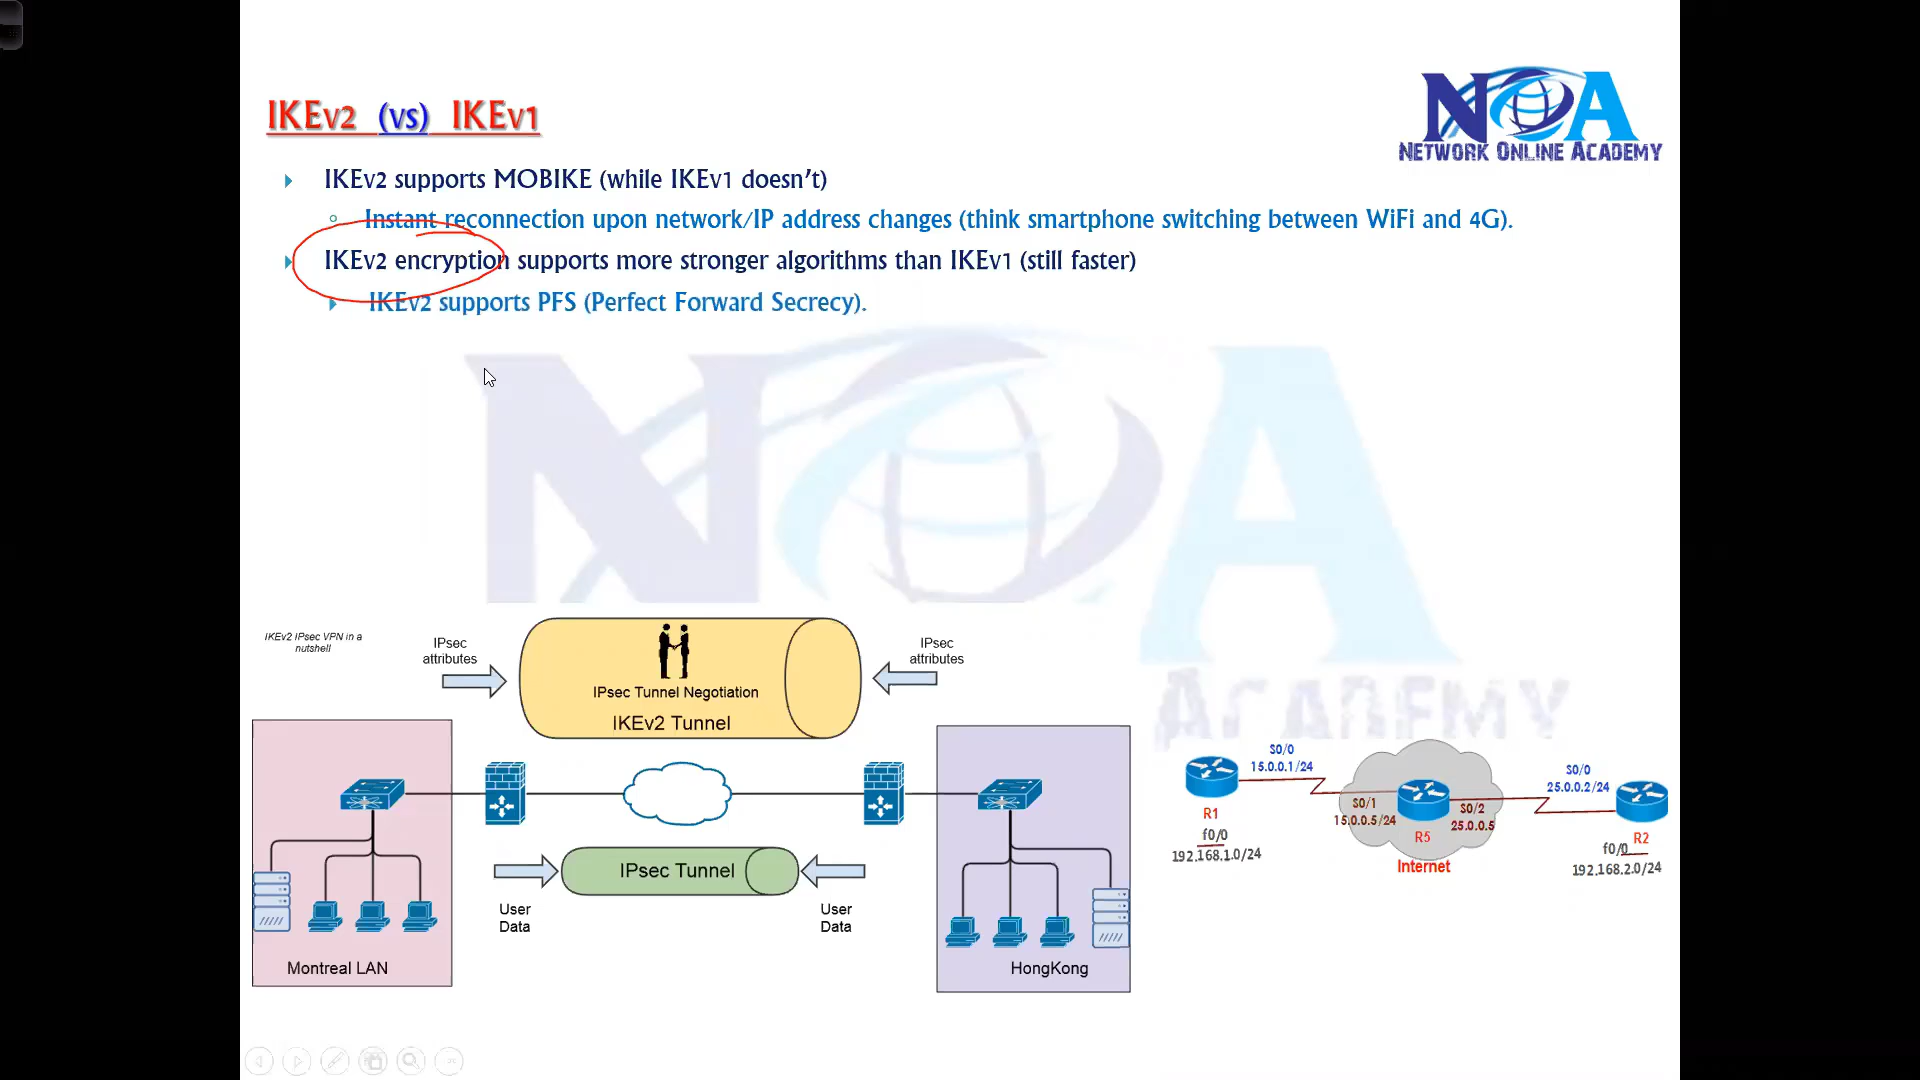 NOA
NETWORK ONLINE ACADEMY
IKEv2 (vs) IKEv1
IKEv2 supports MOBIKE (while IKEv1 doesn't)
Instant reconnection upon network/IP address changes (think smartphone switching between WiFi and 4G).
IKEv2 encryption supports more stronger algorithms than IKEv1 (still faster)
IKEv2 supports PFS (Perfect Forward Secrecy).
NOA
ACADEMY
IKEv2 IPsec VPN in a
nutshell
IPsec
attributes
IPsec Tunnel Negotiation
IKEv2 Tunnel
IPsec
attributes
IPsec Tunnel
User
Data
User
Data
Montreal LAN
HongKong
S0/0
15.0.0.1/24
R1
f0/0
192.168.1.0/24
S0/1
15.0.0.5/24
R5
S0/2
25.0.0.5
Internet
S0/0
25.0.0.2/24
R2
f0/0
192.168.2.0/24